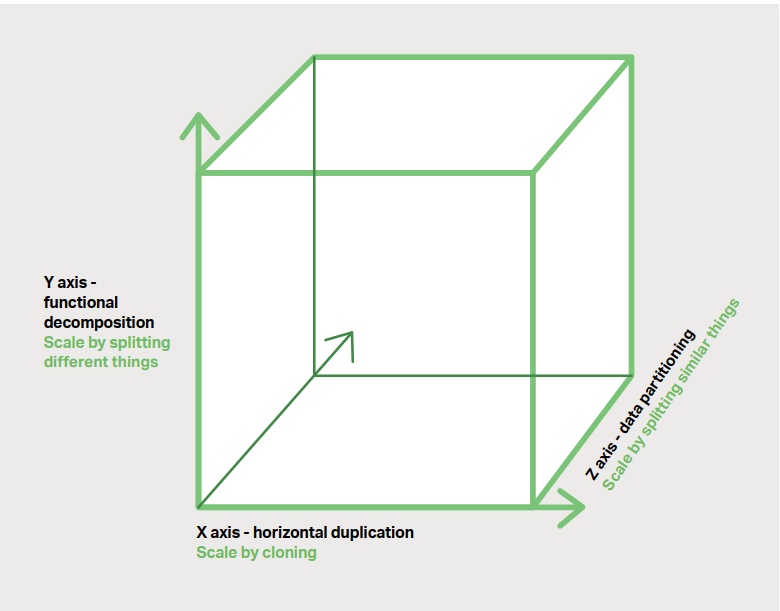 Y axis -
functional
decomposition
Scale by splitting
different things
Z axis - data partitioning
Scale by splitting similar things
X axis - horizontal duplication
Scale by cloning